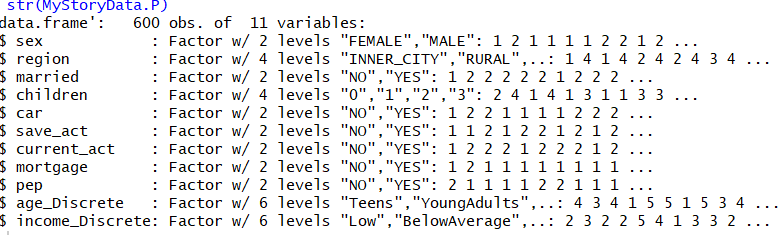 str(MyStoryData.P)
data.frame':   600 obs. of  11 variables:
$ sex            : Factor w/ 2 levels "FEMALE","MALE": 1 2 1 1 1 1 2 2 1 2 ...
$ region         : Factor w/ 4 levels "INNER_CITY","RURAL",..: 1 4 1 4 2 4 2 4 3 4 ...
$ married        : Factor w/ 2 levels "NO","YES": 1 2 2 2 2 2 1 2 2 2 ...
$ children       : Factor w/ 4 levels "0","1","2","3": 2 4 1 4 1 3 1 1 3 3 ...
$ car            : Factor w/ 2 levels "NO","YES": 1 2 2 1 1 1 1 2 2 2 ...
$ save_act       : Factor w/ 2 levels "NO","YES": 1 1 2 1 2 2 1 2 1 2 ...
$ current_act    : Factor w/ 2 levels "NO","YES": 1 2 2 1 2 2 2 1 2 2 ...
$ mortgage       : Factor w/ 2 levels "NO","YES": 1 2 1 1 1 1 1 1 1 1 ...
$ pep            : Factor w/ 2 levels "NO","YES": 2 1 1 1 1 2 2 1 1 1 ...
$ age_Discrete   : Factor w/ 6 levels "Teens","YoungAdults",..: 4 3 4 1 5 5 1 5 3 4 ...
$ income_Discrete: Factor w/ 6 levels "Low","BelowAverage",..: 2 3 2 2 5 4 1 3 3 2 ...